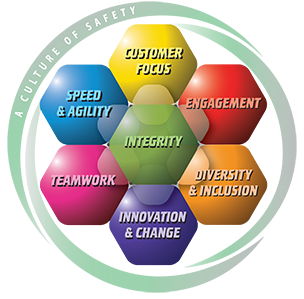 A CULTURE OF SAFETY
CUSTOMER
FOCUS
SPEED
& AGILITY
ENGAGEMENT
INTEGRITY
TEAMWORK
DIVERSITY
& INCLUSION
INNOVATION
& CHANGE